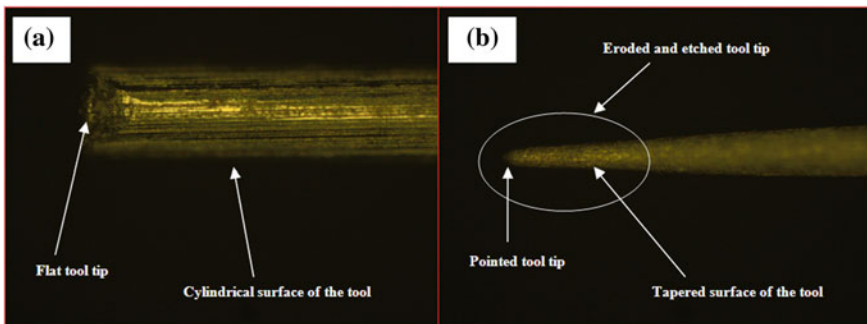 (a)
Flat tool tip
Cylindrical surface of the tool
(b)
Eroded and etched tool tip
Pointed tool tip
Tapered surface of the tool